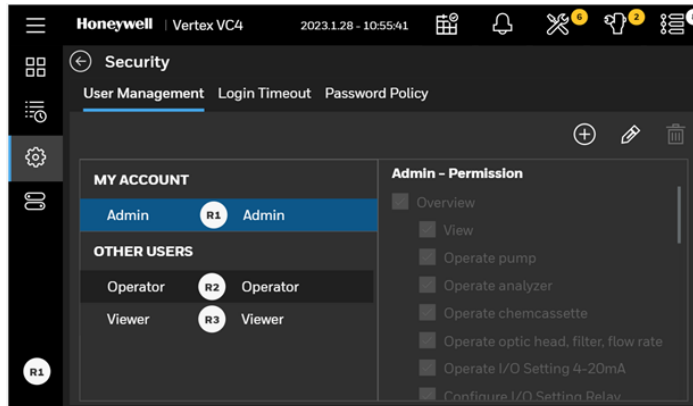 Honeywell | Vertex VC4 2023.1.28 - 10:55:41 6 2
Security
User Management Login Timeout Password Policy
MY ACCOUNT
Admin R1 Admin
OTHER USERS
Operator R2 Operator
Viewer R3 Viewer
Admin - Permission
Overview
View
Operate pump
Operate analyzer
Operate chemcassette
Operate optic head, filter, flow rate
Operate I/O Setting 4-20mA
Configure I/O Setting Relay
R1